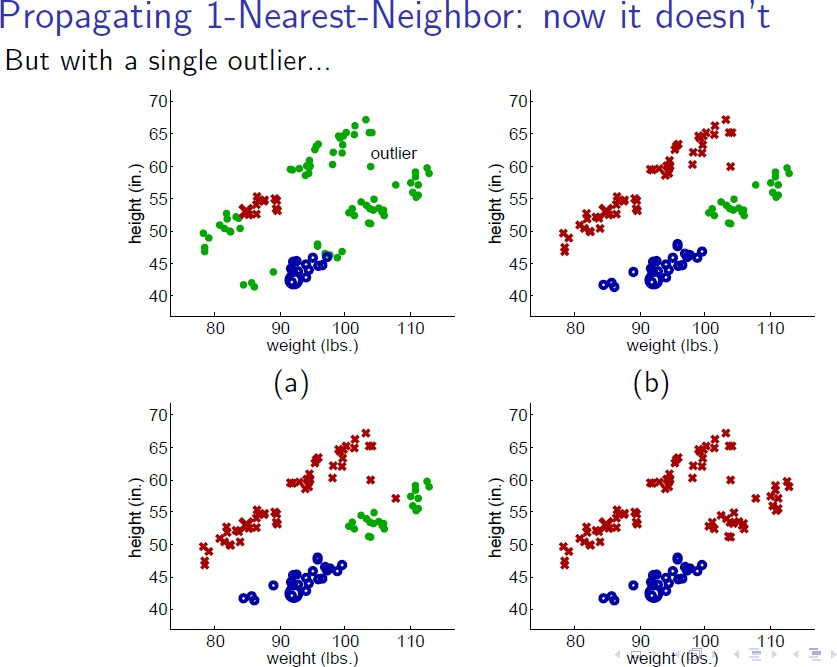 Propagating 1-Nearest-Neighbor: now it doesn't
But with a single outlier...
70
65
60
55
50
45
40
height (in.)
outlier
80 90 100 110
weight (lbs.)
(a)
70
65
60
55
50
45
40
height (in.)
80 90 100 110
weight (lbs.)
(b)
70
65
60
55
50
45
40
height (in.)
80 90 100 110
weight (lbs.)
70
65
60
55
50
45
40
height (in.)
80 90 100 110
weight (lbs.)